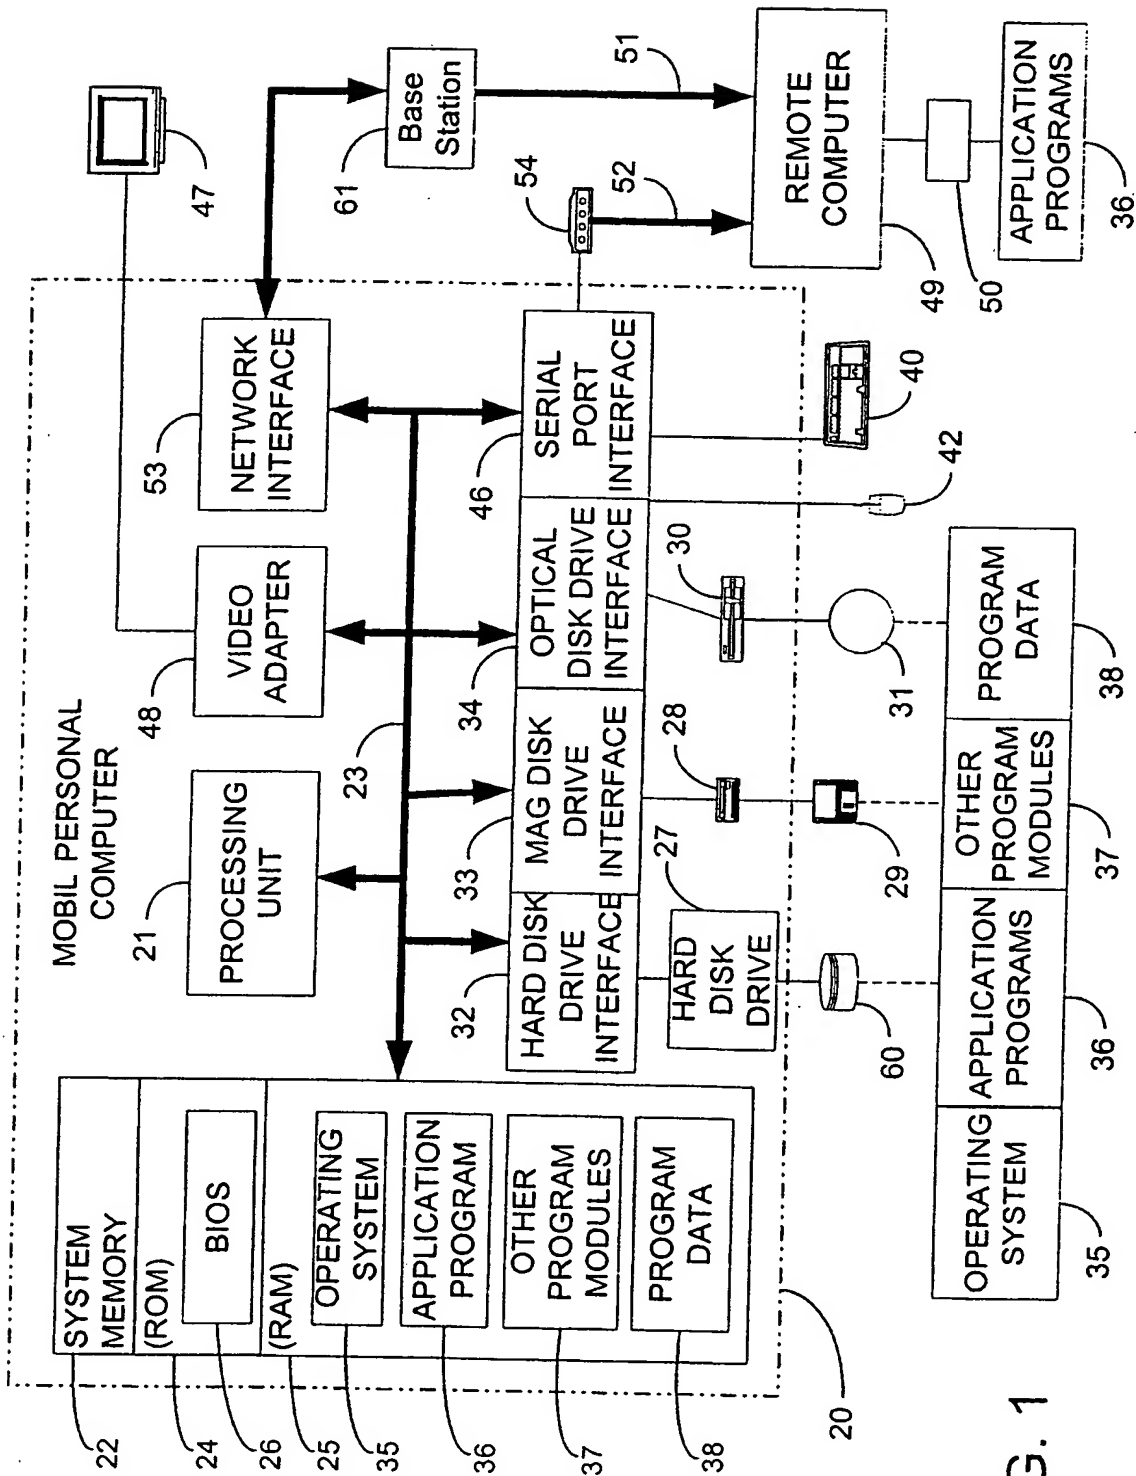 MOBIL PERSONAL
COMPUTER
22
SYSTEM
MEMORY
24
(ROM)
26
BIOS
25
(RAM)
35
OPERATING
SYSTEM
36
APPLICATION
PROGRAM
37
OTHER
PROGRAM
MODULES
38
PROGRAM
DATA
20
21
PROCESSING
UNIT
48
VIDEO
ADAPTER
53
NETWORK
INTERFACE
47
23
32
HARD DISK
DRIVE
INTERFACE
33
MAG DISK
DRIVE
INTERFACE
34
OPTICAL
DISK DRIVE
INTERFACE
46
SERIAL
PORT
INTERFACE
61
Base
Station
54
52
51
27
HARD
DISK
DRIVE
28
30
42
40
60
29
31
REMOTE
COMPUTER
49
50
APPLICATION
PROGRAMS
36
OPERATING
SYSTEM
APPLICATION
PROGRAMS
OTHER
PROGRAM
MODULES
PROGRAM
DATA
35
36
37
38
G. 1